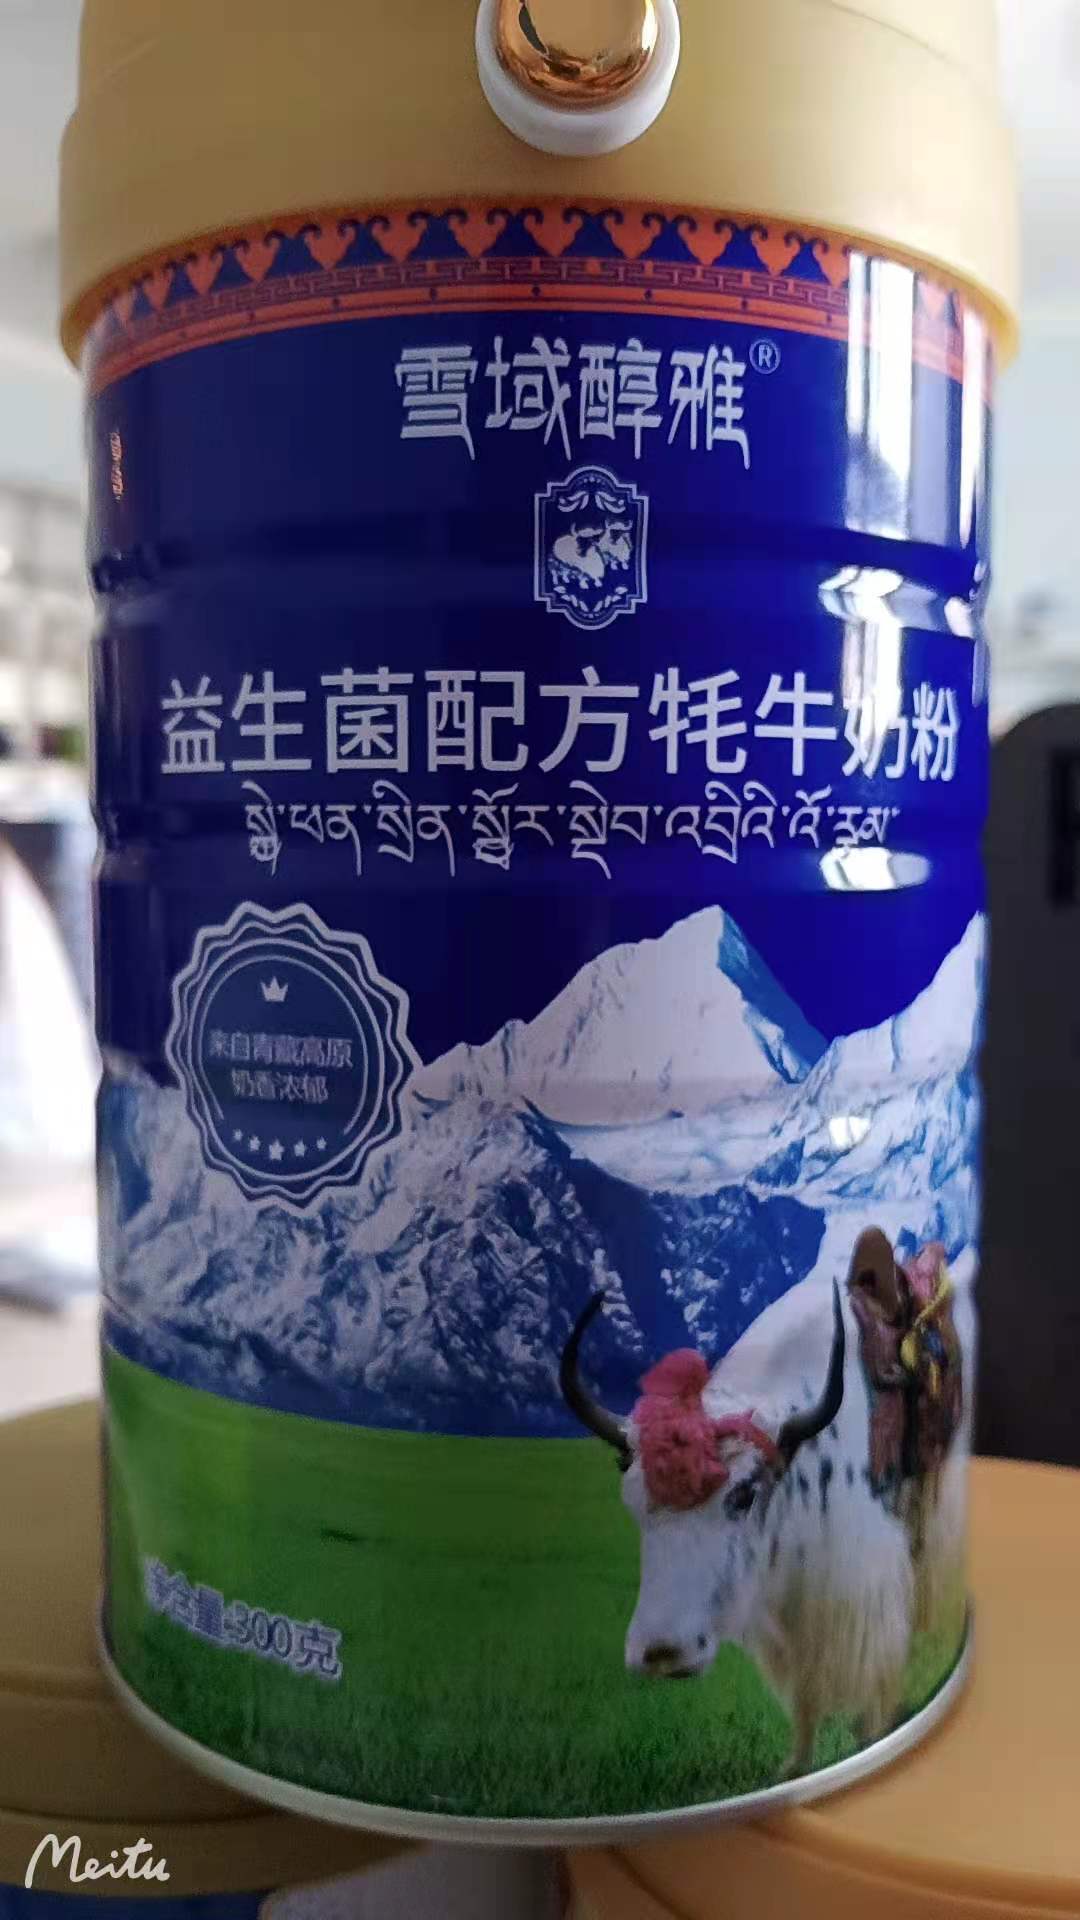 雪域醇雅®
益生菌配方牦牛奶粉
སྐྱེ་ཕན་སྲིན་སྦྱོར་སྡེབ་འབྲིའི་འོ་རྣམ་
来自青藏高原
奶香浓郁
净含量:300克
Meitu